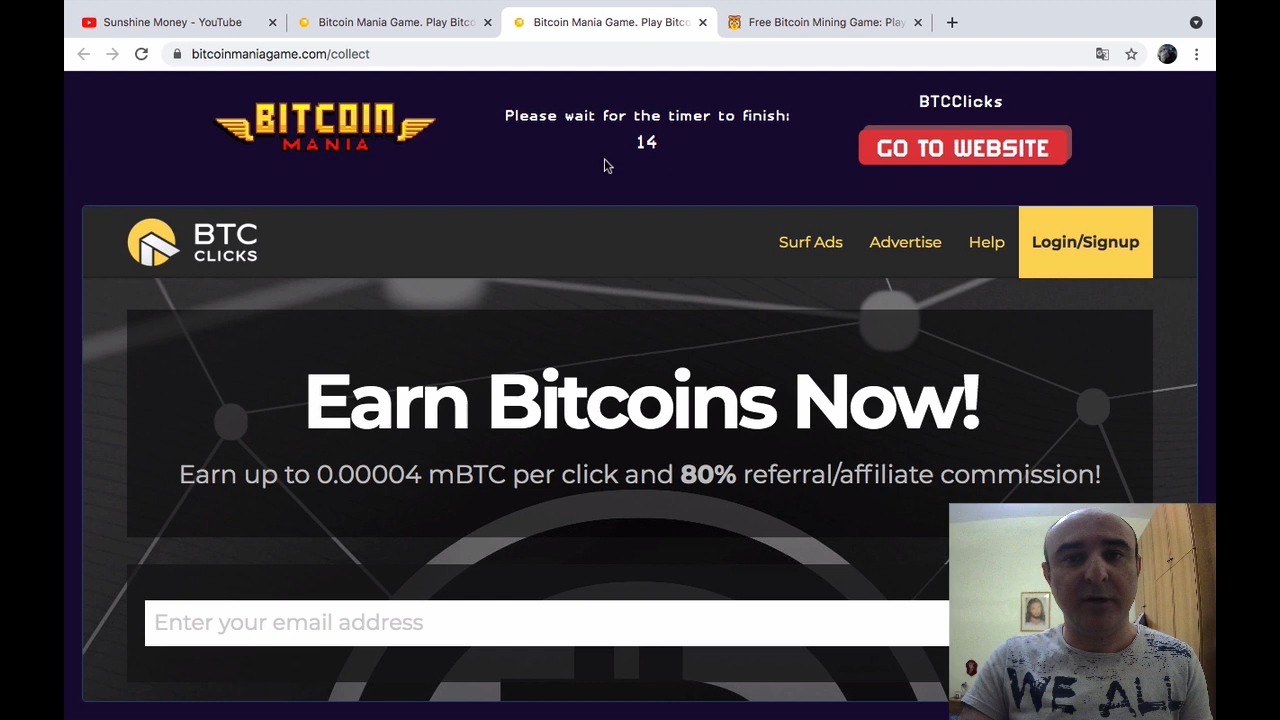 Sunshine Money - YouTube
Bitcoin Mania Game. Play Bitco
Bitcoin Mania Game. Play Bitco
Free Bitcoin Mining Game: Play
bitcoinmaniagame.com/collect
BITCOIN
MANIA
Please wait for the timer to finish:
14
BTCClicks
GO TO WEBSITE
BTC
CLICKS
Surf Ads
Advertise
Help
Login/Signup
Earn Bitcoins Now!
Earn up to 0.00004 mBTC per click and 80% referral/affiliate commission!
Enter your email address
WE ALL